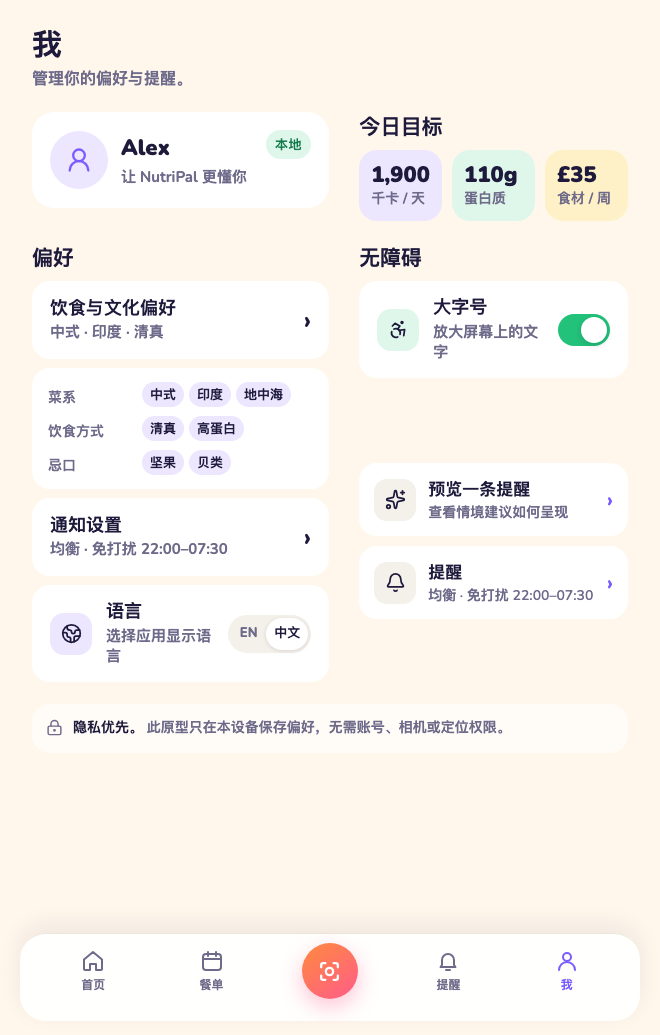 我
管理你的偏好与提醒。
Alex
本地
让 NutriPal 更懂你
今日目标
1,900
千卡 / 天
110g
蛋白质
£35
食材 / 周
偏好
饮食与文化偏好
中式 · 印度 · 清真
›
菜系
中式 印度 地中海
饮食方式
清真 高蛋白
忌口
坚果 贝类
通知设置
均衡 · 免打扰 22:00–07:30
›
语言
选择应用显示语
言
EN 中文
无障碍
大字号
放大屏幕上的文
字
预览一条提醒
查看情境建议如何呈现
›
提醒
均衡 · 免打扰 22:00–07:30
›
隐私优先。 此原型只在本设备保存偏好，无需账号、相机或定位权限。
首页 餐单 提醒 我